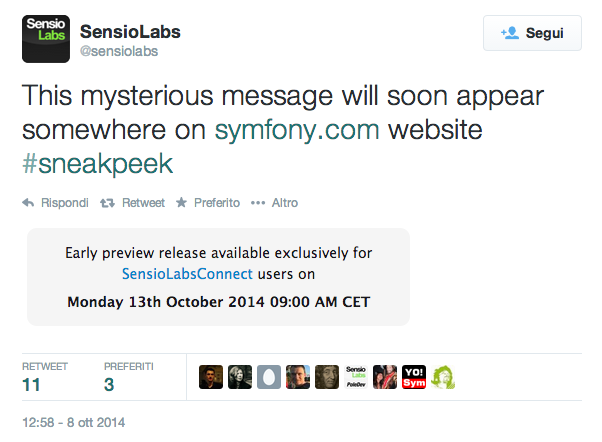 Sensio
Labs
SensioLabs
@sensiolabs
Segui
This mysterious message will soon appear
somewhere on symfony.com website
#sneakpeek
Rispondi Retweet Preferito Altro
Early preview release available exclusively for
SensioLabsConnect users on
Monday 13th October 2014 09:00 AM CET
RETWEET PREFERITI
11 3
Sensio
Labs
PoleDev
YO!
Sym
12:58 - 8 ott 2014